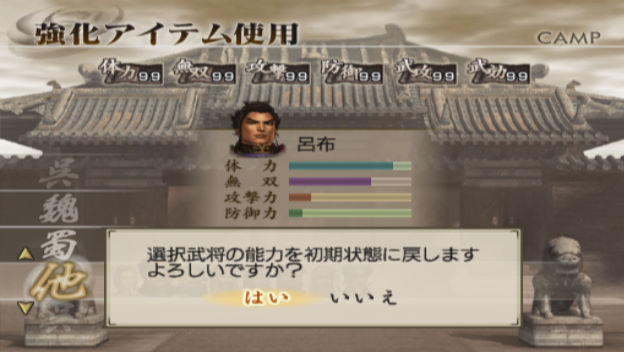 強化アイテム使用
CAMP
体力99 無双99 攻撃99 防御99 武攻99 武効99
呂布
体力
無双
攻撃力
防御力
呉
魏
蜀
他
選択武将の能力を初期状態に戻します
よろしいですか?
はい いいえ